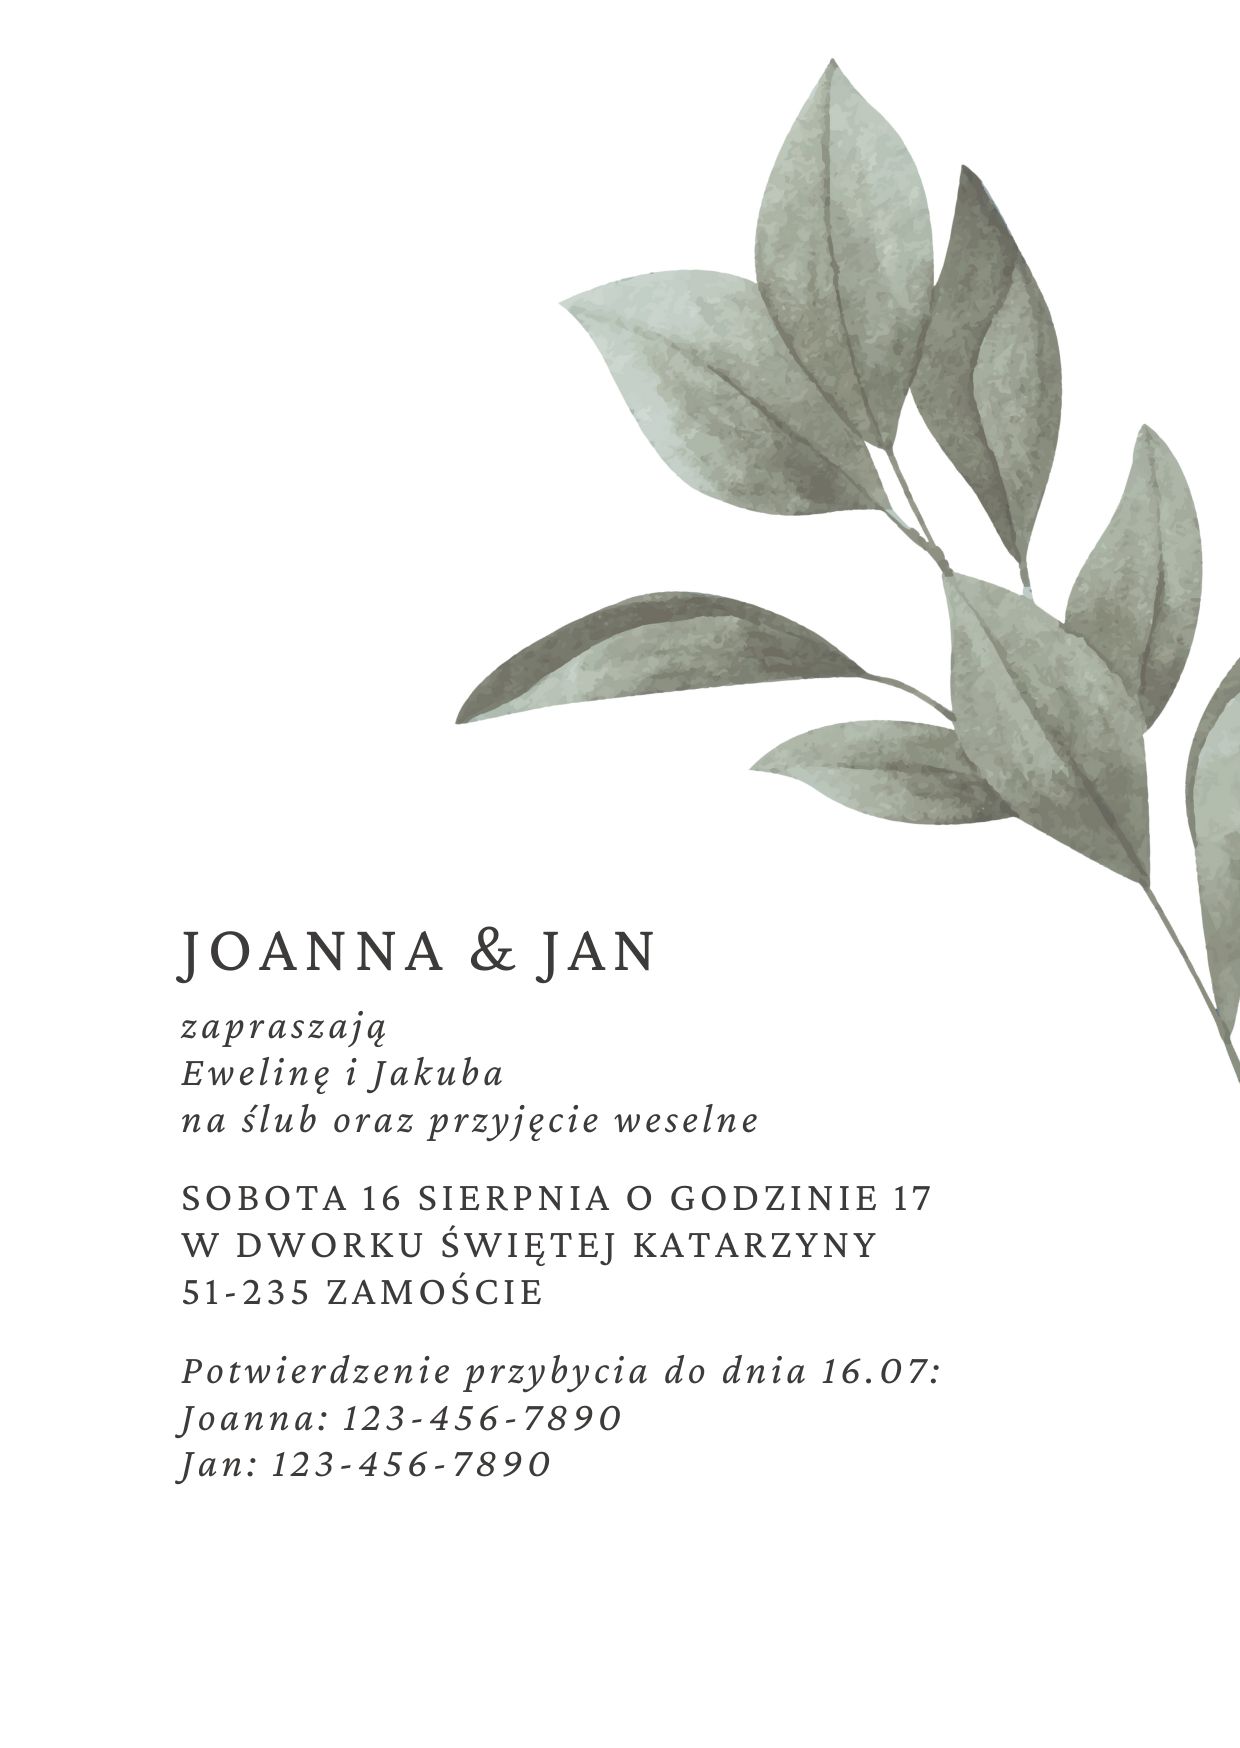 JOANNA & JAN
zapraszają
Ewelinę i Jakuba
na ślub oraz przyjęcie weselne
SOBOTA 16 SIERPNIA O GODZINIE 17
W DWORKU ŚWIĘTEJ KATARZYNY
51-235 ZAMOŚCIE
Potwierdzenie przybycia do dnia 16.07:
Joanna: 123-456-7890
Jan: 123-456-7890